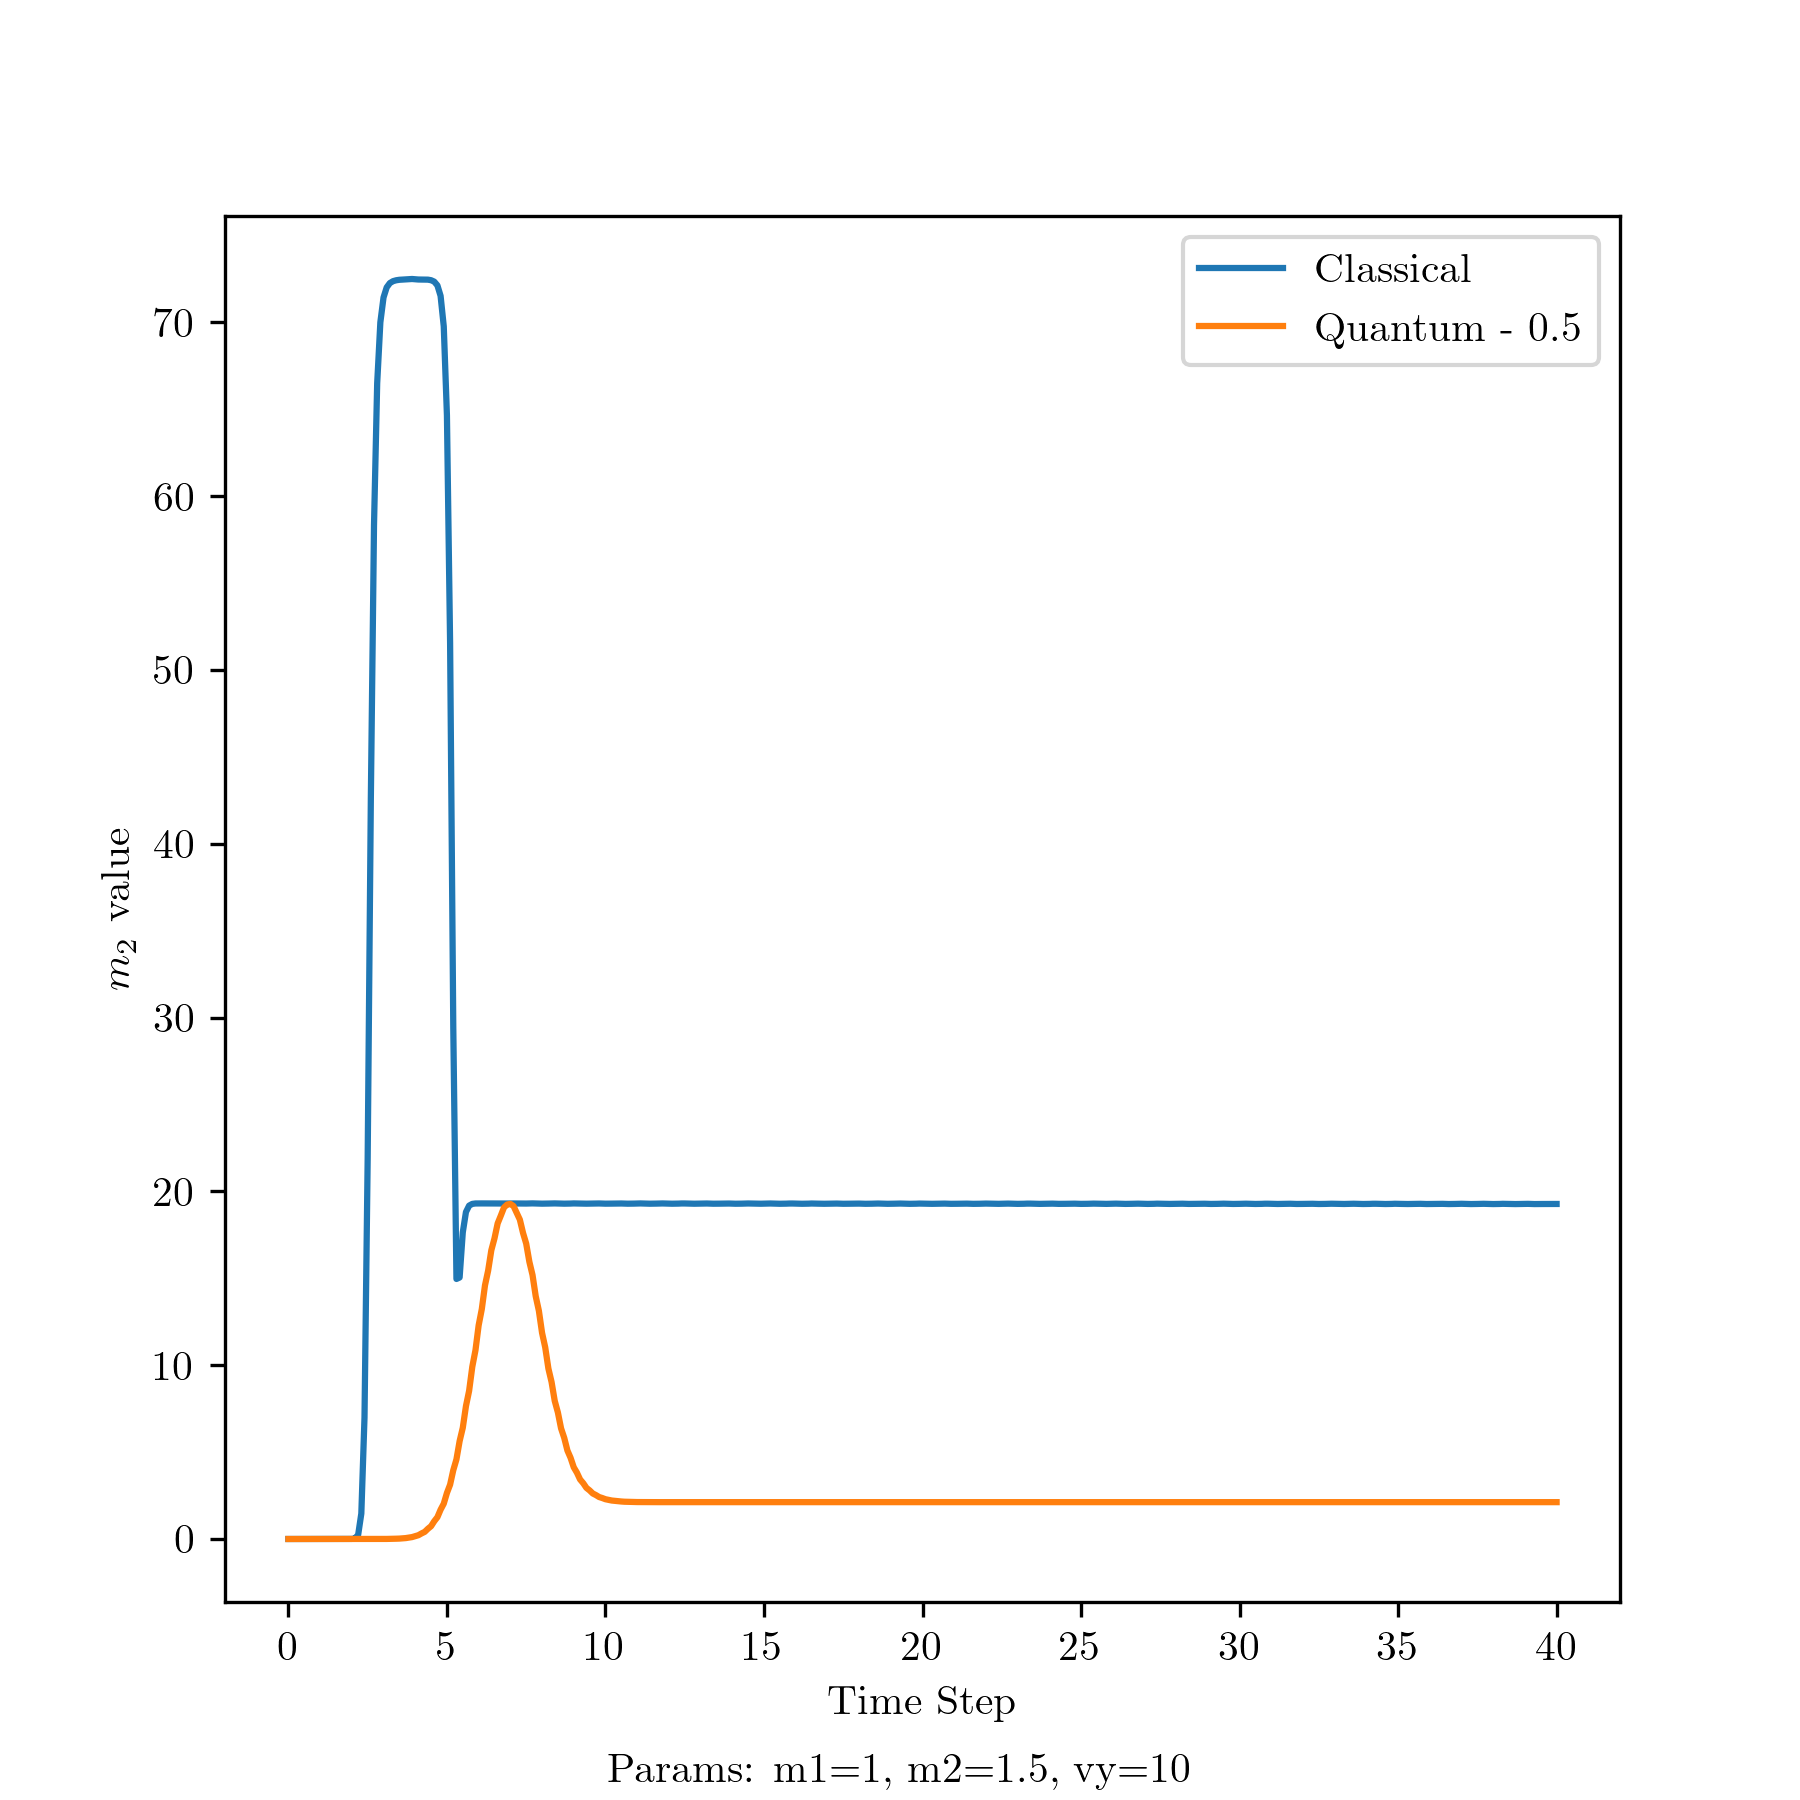 Classical
Quantum - 0.5
70
60
50
40
30
20
10
0
m₂ value
0 5 10 15 20 25 30 35 40
Time Step
Params: m1=1, m2=1.5, vy=10